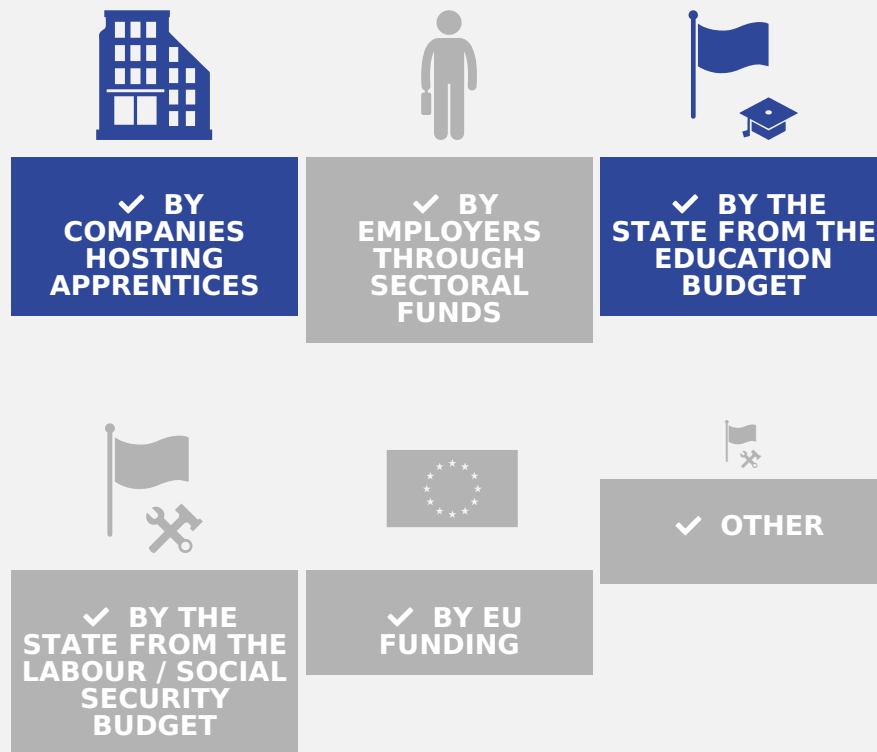 ✔ BY
COMPANIES
HOSTING
APPRENTICES
✔ BY
EMPLOYERS
THROUGH
SECTORAL
FUNDS
✔ BY THE
STATE FROM THE
EDUCATION
BUDGET
✔ BY THE
STATE FROM THE
LABOUR / SOCIAL
SECURITY
BUDGET
✔ BY EU
FUNDING
✔ OTHER